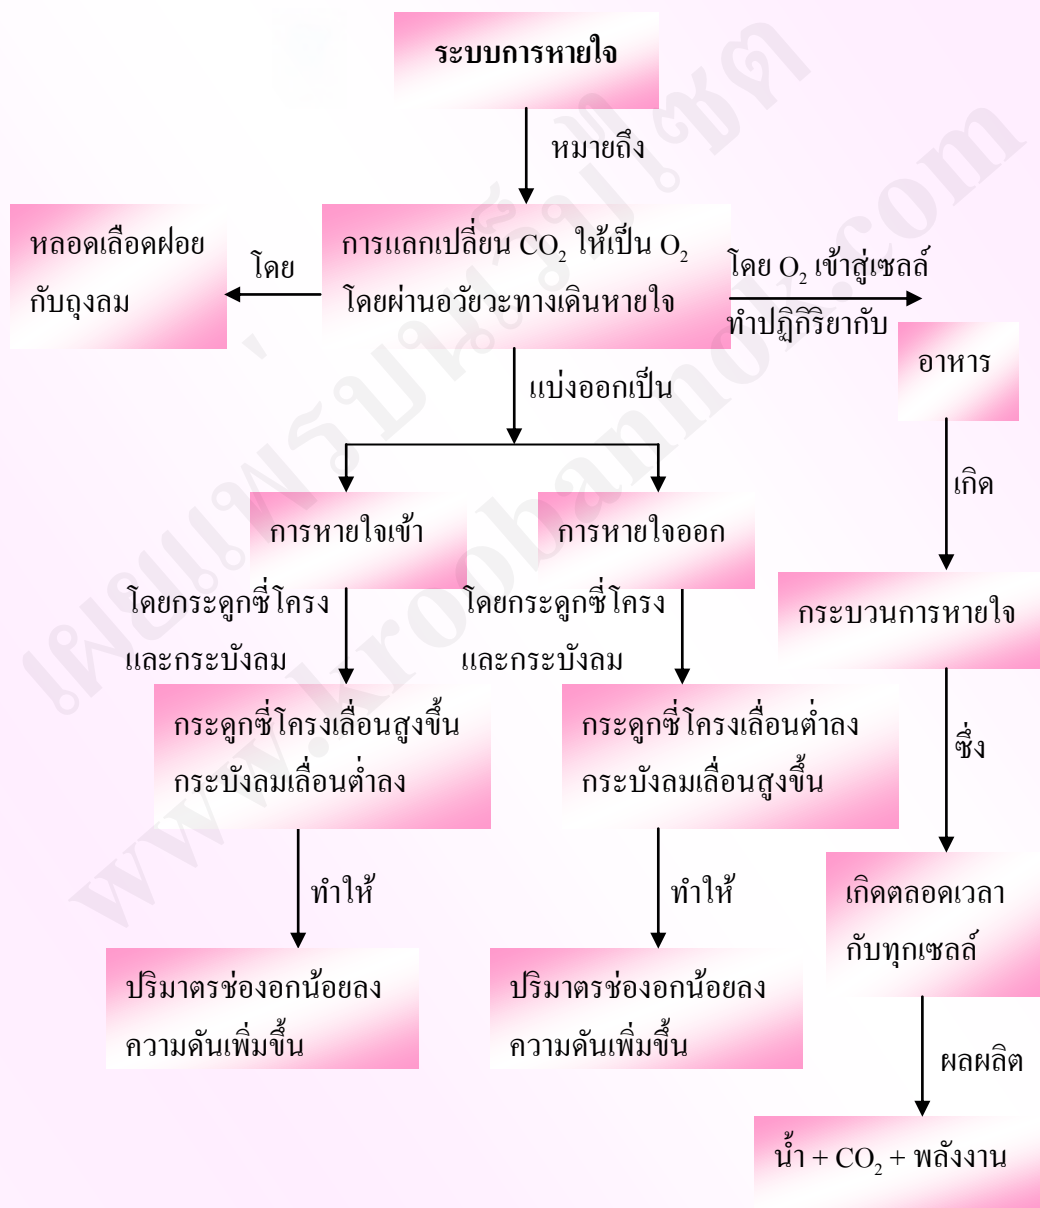 ระบบการหายใจ
หมายถึง
หลอดเลือดฝอย
กับถุงลม
โดย
การแลกเปลี่ยน CO₂ ให้เป็น O₂
โดยผ่านอวัยวะทางเดินหายใจ
โดย O₂ เข้าสู่เซลล์
ทำปฏิกิริยากับ
อาหาร
แบ่งออกเป็น
เกิด
การหายใจเข้า
การหายใจออก
โดยกระดูกซี่โครง
และกระบังลม
โดยกระดูกซี่โครง
และกระบังลม
กระบวนการหายใจ
กระดูกซี่โครงเลื่อนสูงขึ้น
กระบังลมเลื่อนต่ำลง
กระดูกซี่โครงเลื่อนต่ำลง
กระบังลมเลื่อนสูงขึ้น
ซึ่ง
ทำให้
ทำให้
เกิดตลอดเวลา
กับทุกเซลล์
ปริมาตรช่องอกน้อยลง
ความดันเพิ่มขึ้น
ปริมาตรช่องอกน้อยลง
ความดันเพิ่มขึ้น
ผลผลิต
น้ำ + CO₂ + พลังงาน
เผยแพร่บนเว็บไซต์
www.kroobannok.com